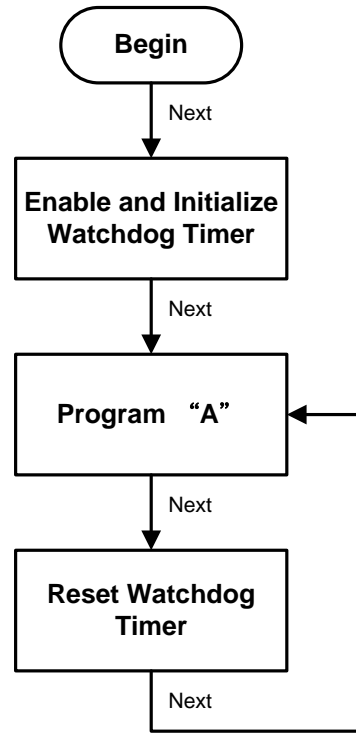 Begin
Next
Enable and Initialize
Watchdog Timer
Next
Program “A”
Next
Reset Watchdog
Timer
Next